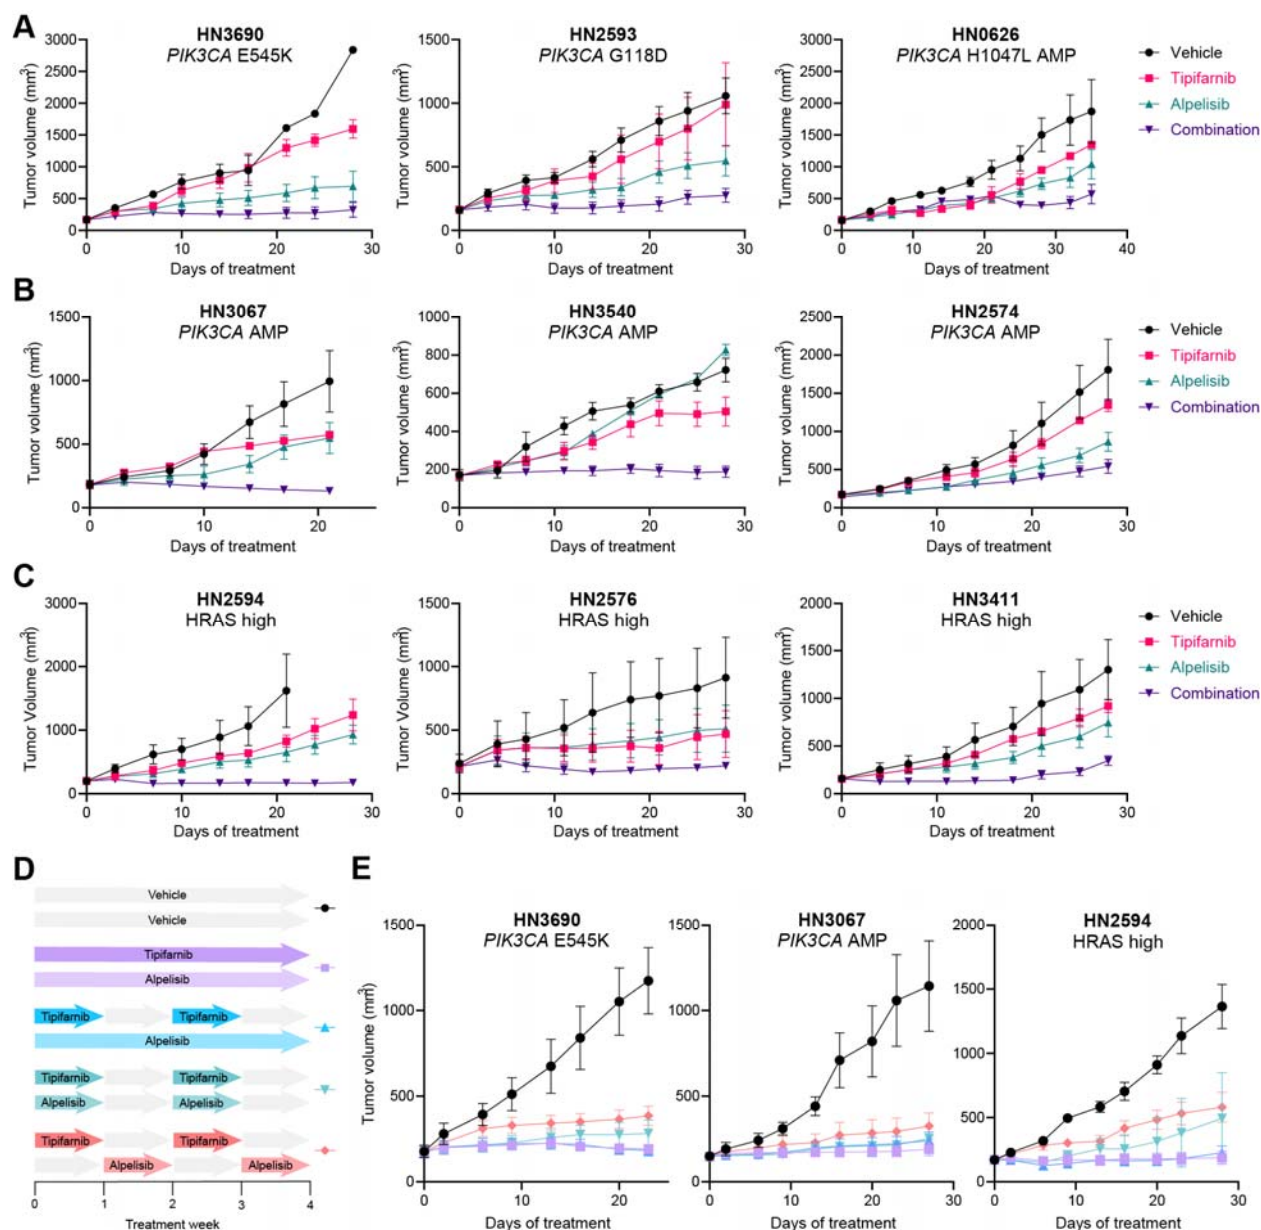 A
HN3690
PIK3CA E545K
Tumor volume (mm3)
3000
2500
2000
1500
1000
500
0
0 10 20 30
Days of treatment
HN2593
PIK3CA G118D
Tumor volume (mm3)
1500
1000
500
0
0 10 20 30
Days of treatment
HN0626
PIK3CA H1047L AMP
Tumor volume (mm3)
3000
2500
2000
1500
1000
500
0
0 10 20 30 40
Days of treatment
Vehicle
Tipifarnib
Alpelisib
Combination
B
HN3067
PIK3CA AMP
Tumor volume (mm3)
1500
1000
500
0
0 10 20
Days of treatment
HN3540
PIK3CA AMP
Tumor volume (mm3)
1000
800
600
400
200
0
0 10 20 30
Days of treatment
HN2574
PIK3CA AMP
Tumor volume (mm3)
2500
2000
1500
1000
500
0
0 10 20 30
Days of treatment
Vehicle
Tipifarnib
Alpelisib
Combination
C
HN2594
HRAS high
Tumor Volume (mm3)
3000
2000
1000
0
0 10 20 30
Days of treatment
HN2576
HRAS high
Tumor Volume (mm3)
1500
1000
500
0
0 10 20 30
Days of treatment
HN3411
HRAS high
Tumor Volume (mm3)
2000
1500
1000
500
0
0 10 20 30
Days of treatment
Vehicle
Tipifarnib
Alpelisib
Combination
D
Vehicle
Vehicle
Tipifarnib
Alpelisib
Tipifarnib Tipifarnib
Alpelisib
Tipifarnib Tipifarnib
Alpelisib Alpelisib
Tipifarnib Tipifarnib
Alpelisib Alpelisib
0 1 2 3 4
Treatment week
E
HN3690
PIK3CA E545K
Tumor volume (mm3)
1500
1000
500
0
0 10 20
Days of treatment
HN3067
PIK3CA AMP
1500
1000
500
0
0 10 20 30
Days of treatment
HN2594
HRAS high
2000
1500
1000
500
0
0 10 20 30
Days of treatment